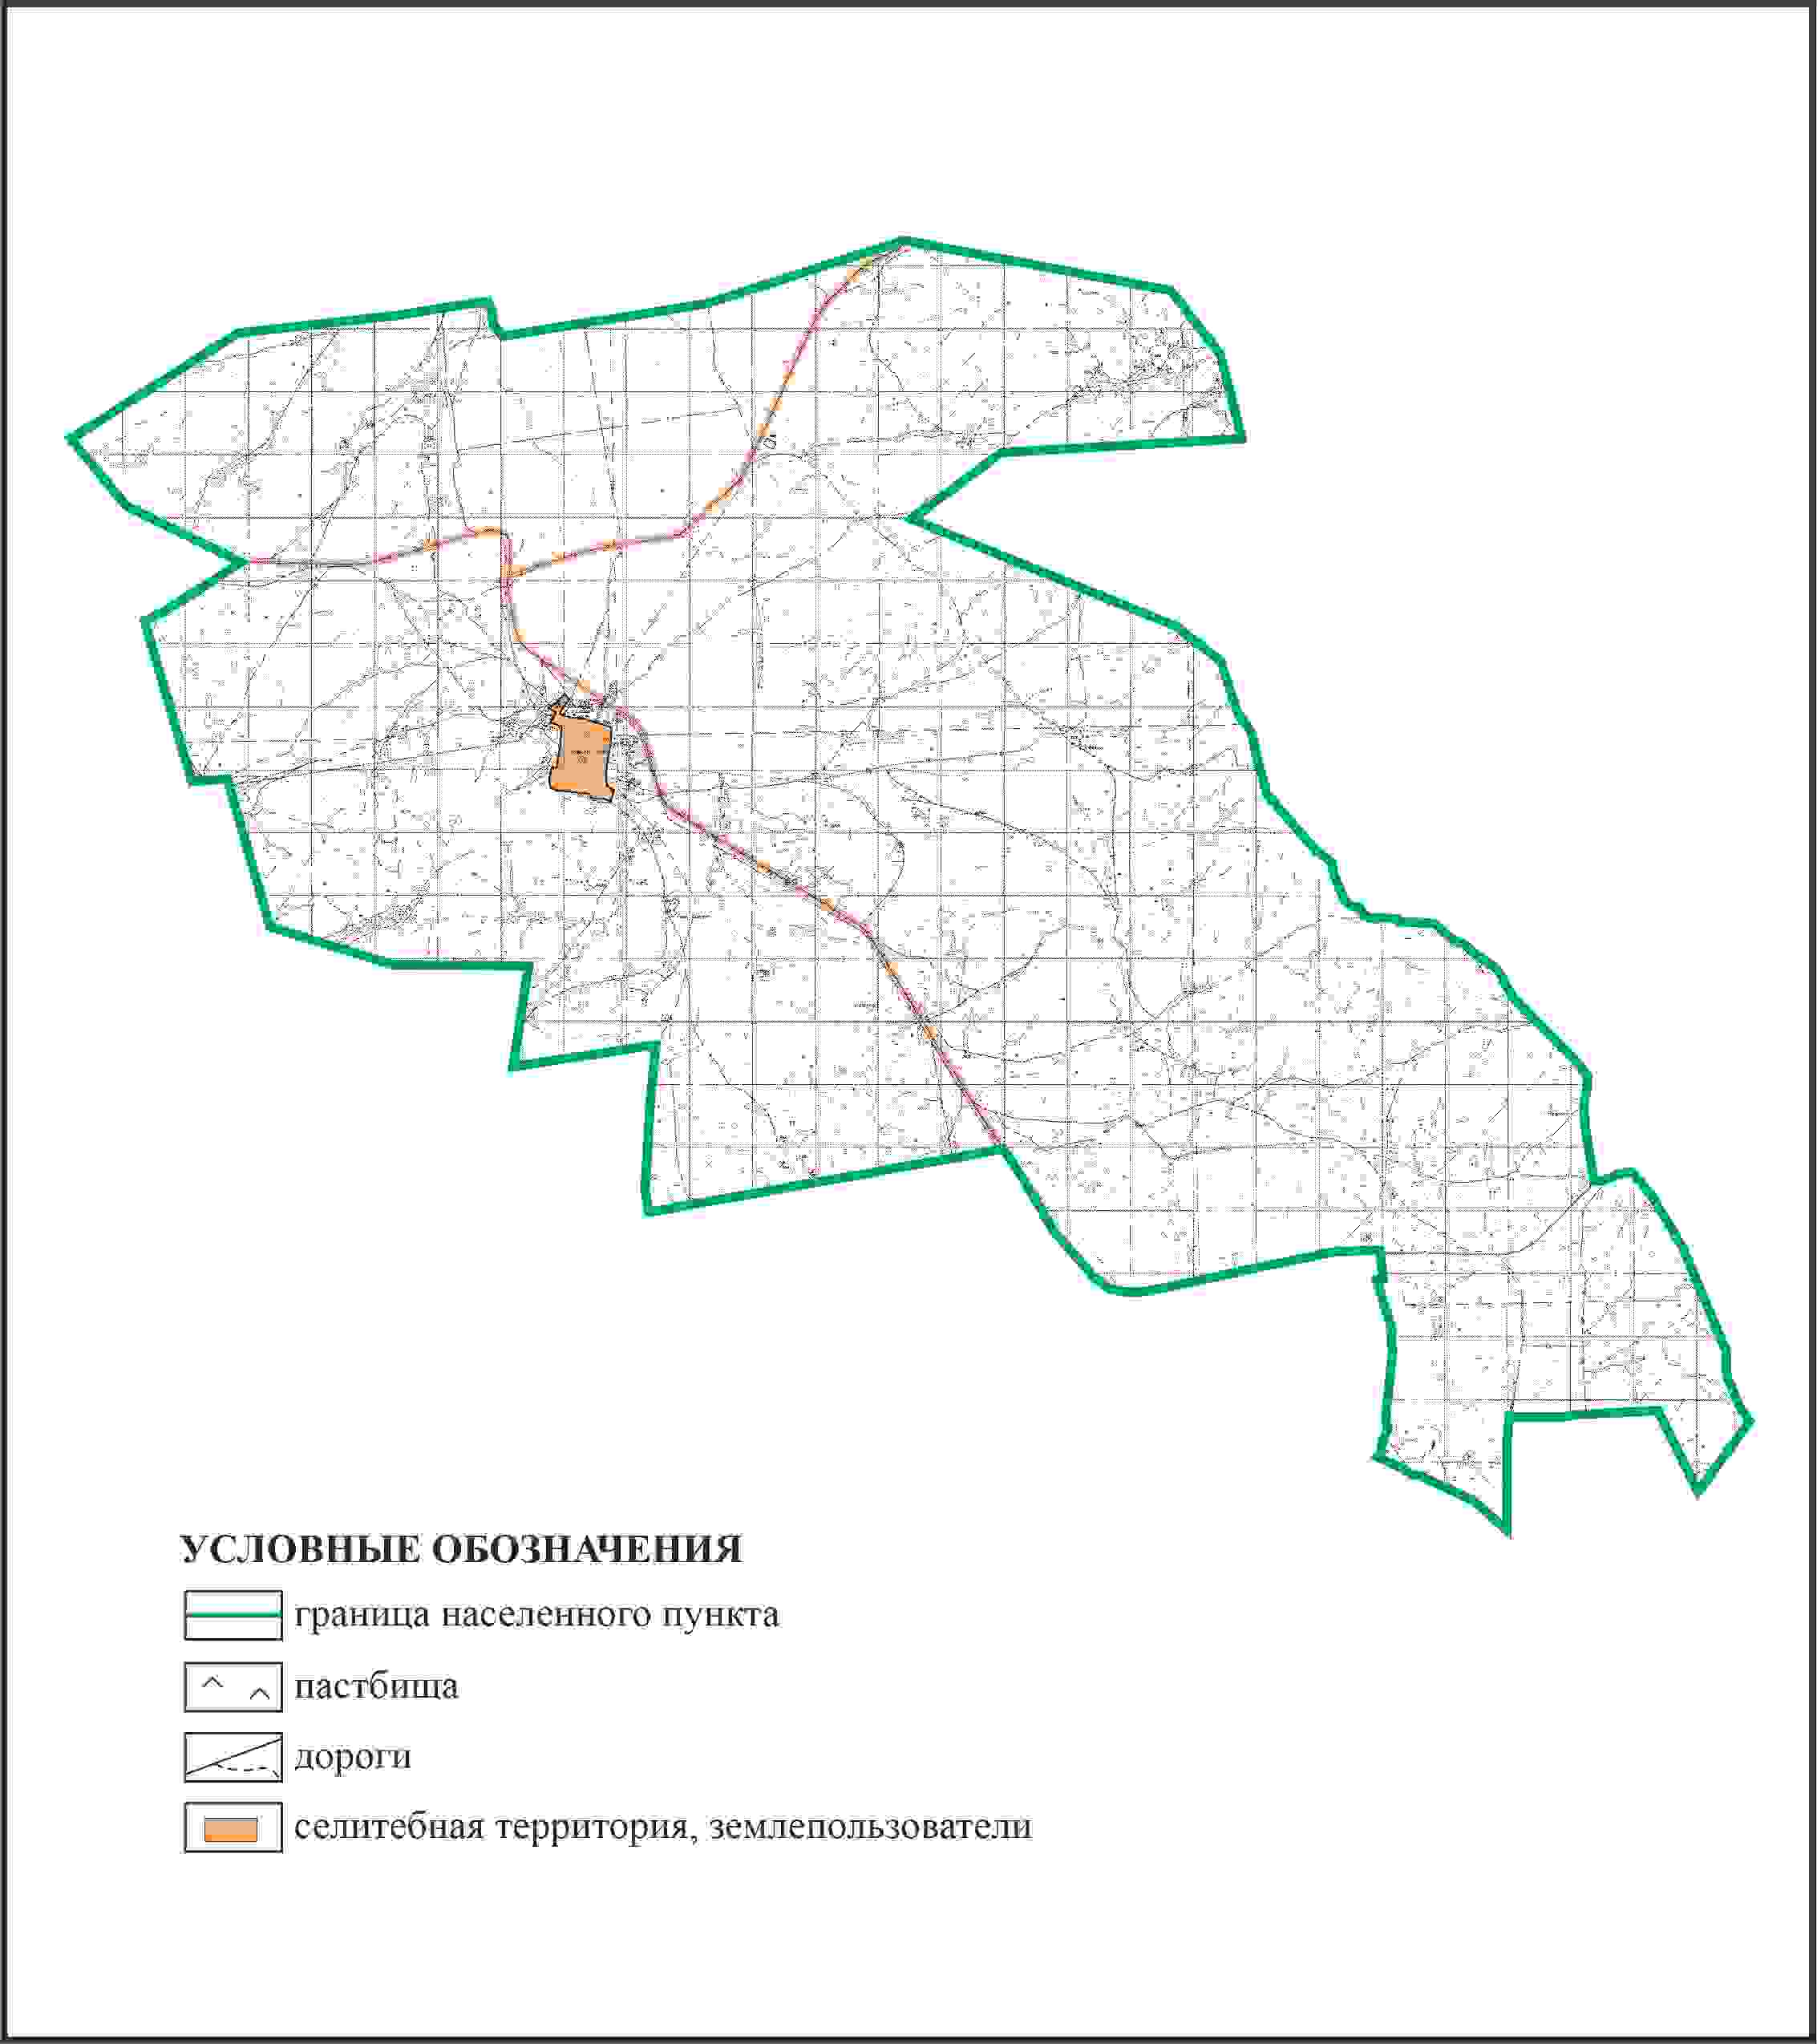 УСЛОВНЫЕ ОБОЗНАЧЕНИЯ
граница населенного пункта
пастбища
дороги
селитебная территория, землепользователи